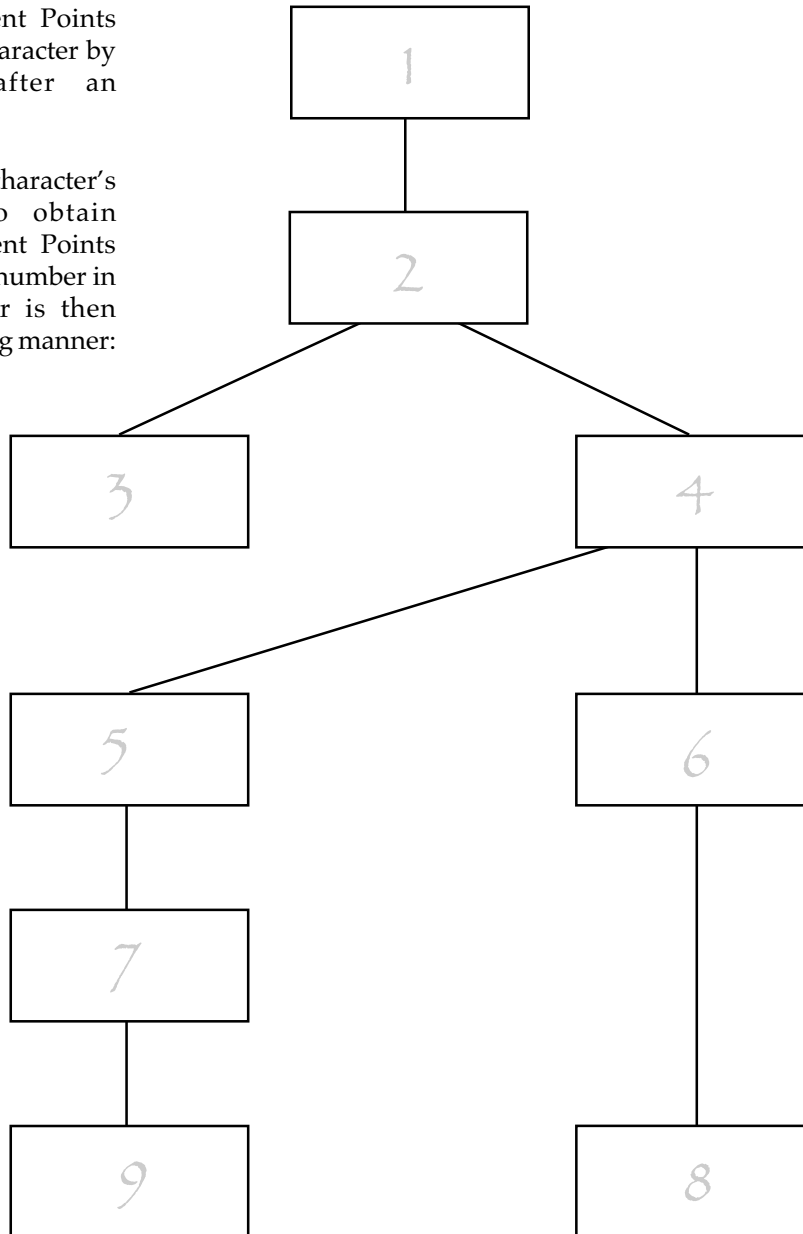 ent Points
aracter by
after an
haracter's
o obtain
ent Points
number in
r is then
g manner:
1
2
3 4
5 6
7
9 8